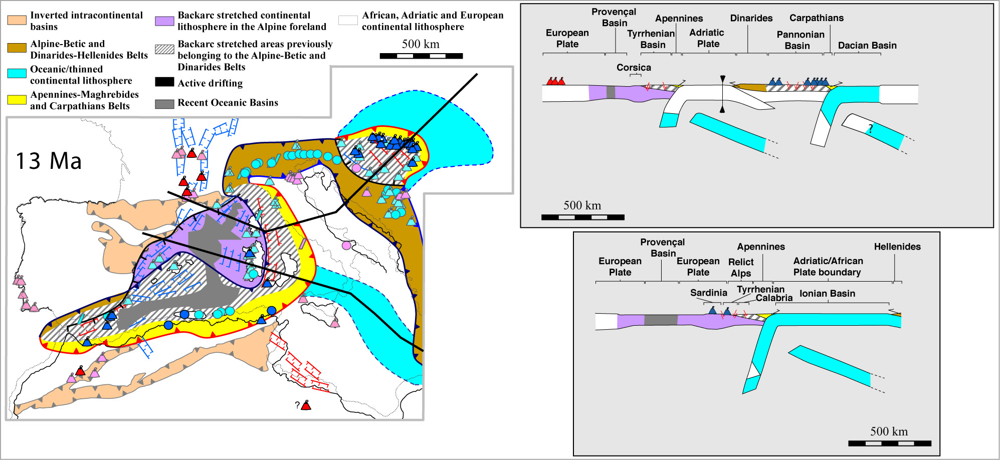 Inverted intracontinental
basins
Alpine-Betic and
Dinarides-Hellenides Belts
Oceanic/thinned
continental lithosphere
Apennines-Maghrebides
and Carpathians Belts
Backarc stretched continental
lithosphere in the Alpine foreland
Backarc stretched areas previously
belonging to the Alpine-Betic and
Dinarides Belts
Active drifting
Recent Oceanic Basins
African, Adriatic and European
continental lithosphere
500 km
13 Ma
?
Provençal
Basin
Apennines
Dinarides
Carpathians
European
Plate
Tyrrhenian
Basin
Adriatic
Plate
Pannonian
Basin
Dacian Basin
Corsica
?
500 km
Provençal
Basin
Apennines
Hellenides
European
Plate
European
Plate
Relict
Alps
Adriatic/African
Plate boundary
Sardinia
Tyrrhenian
Calabria
Ionian Basin
500 km